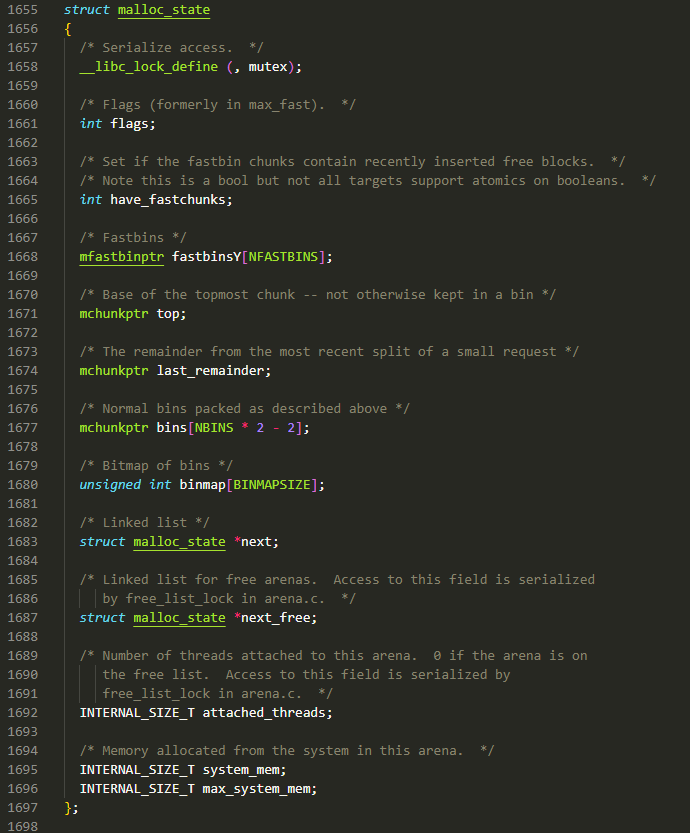 1655 struct malloc_state
1656 {
1657 /* Serialize access.  */
1658 __libc_lock_define (, mutex);
1659
1660 /* Flags (formerly in max_fast).  */
1661 int flags;
1662
1663 /* Set if the fastbin chunks contain recently inserted free blocks.  */
1664 /* Note this is a bool but not all targets support atomics on booleans.  */
1665 int have_fastchunks;
1666
1667 /* Fastbins */
1668 mfastbinptr fastbinsY[NFASTBINS];
1669
1670 /* Base of the topmost chunk -- not otherwise kept in a bin */
1671 mchunkptr top;
1672
1673 /* The remainder from the most recent split of a small request */
1674 mchunkptr last_remainder;
1675
1676 /* Normal bins packed as described above */
1677 mchunkptr bins[NBINS * 2 - 2];
1678
1679 /* Bitmap of bins */
1680 unsigned int binmap[BINMAPSIZE];
1681
1682 /* Linked list */
1683 struct malloc_state *next;
1684
1685 /* Linked list for free arenas.  Access to this field is serialized
1686 by free_list_lock in arena.c.  */
1687 struct malloc_state *next_free;
1688
1689 /* Number of threads attached to this arena.  0 if the arena is on
1690 the free list.  Access to this field is serialized by
1691 free_list_lock in arena.c.  */
1692 INTERNAL_SIZE_T attached_threads;
1693
1694 /* Memory allocated from the system in this arena.  */
1695 INTERNAL_SIZE_T system_mem;
1696 INTERNAL_SIZE_T max_system_mem;
1697 };
1698